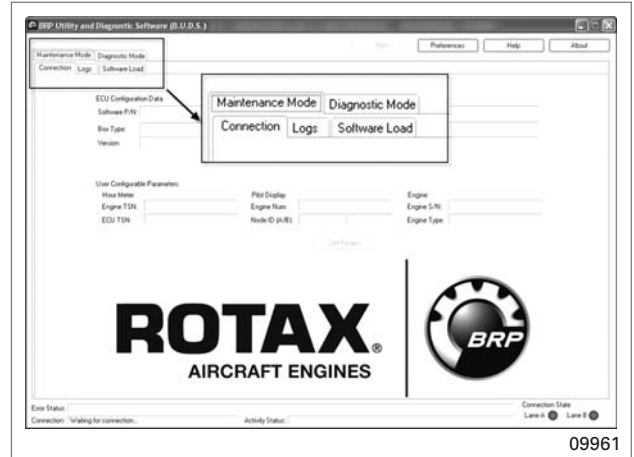 BRP Utility and Diagnostic Software (B.U.D.S.)
Preferences Help About
Maintenance Mode Diagnostic Mode
Connection Logs Software Load
Maintenance Mode Diagnostic Mode
Connection Logs Software Load
ECU Configuration Data
Software P/N:
Box Type:
Version:
User Configurable Parameters
Hour Meter Pilot Display Engine
Engine TSN: Engine Num: Engine S/N:
ECU TSN: Node ID (A/B): Engine Type:
ROTAX®
AIRCRAFT ENGINES
BRP
Error Status: Connection State
Connection: Waiting for connection... Activity Status: Lane A Lane B
09961